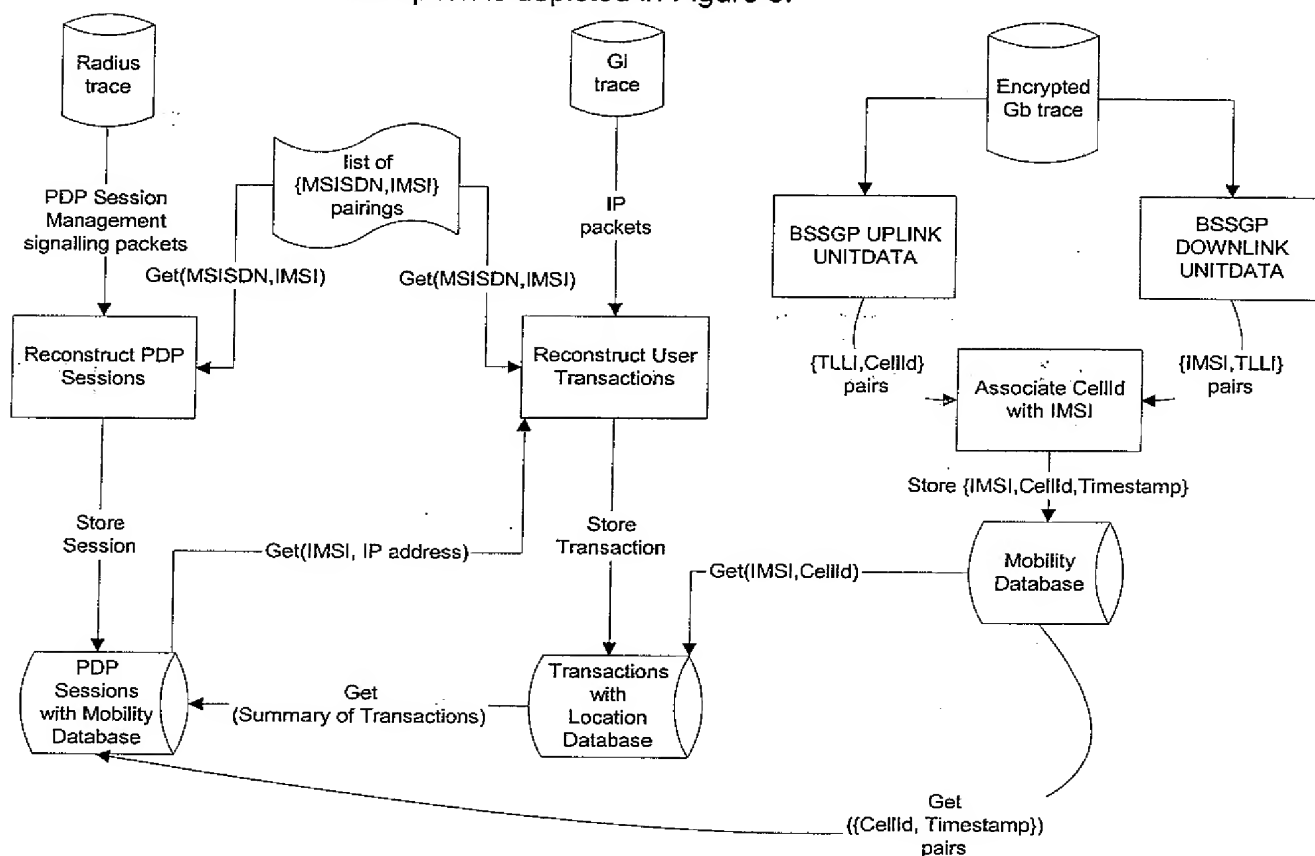 is depicted in Figure
Radius
trace
GI
trace
Encrypted
Gb trace
list of
{MSISDN,IMSI}
pairings
PDP Session
Management
signalling packets
IP
packets
BSSGP UPLINK
UNITDATA
BSSGP
DOWNLINK
UNITDATA
Get(MSISDN,IMSI)
Get(MSISDN,IMSI)
Reconstruct PDP
Sessions
Reconstruct User
Transactions
{TLLI,CellId}
pairs
Associate CellId
with IMSI
{IMSI,TLLI}
pairs
Store {IMSI,CellId,Timestamp}
Store
Session
Get(IMSI, IP address)
Store
Transaction
Get(IMSI,CellId)
Mobility
Database
PDP
Sessions
with Mobility
Database
Get
(Summary of Transactions)
Transactions
with
Location
Database
Get
({CellId, Timestamp})
pairs